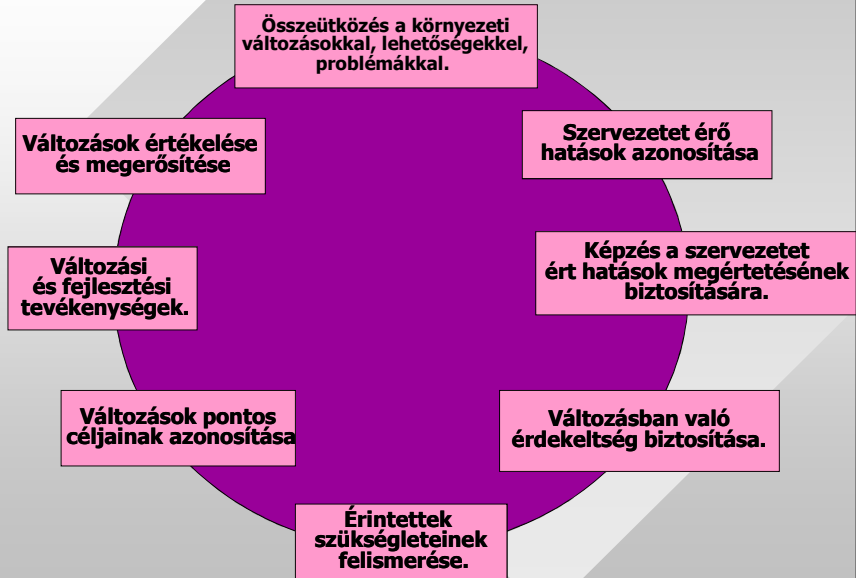 Összeütközés a környezeti
változásokkal, lehetőségekkel,
problémákkal.
Szervezetet érő
hatások azonosítása
Képzés a szervezetet
ért hatások megértetésének
biztosítására.
Változásban való
érdekeltség biztosítása.
Érintettek
szükségleteinek
felismerése.
Változások pontos
céljainak azonosítása
Változási
és fejlesztési
tevékenységek.
Változások értékelése
és megerősítése